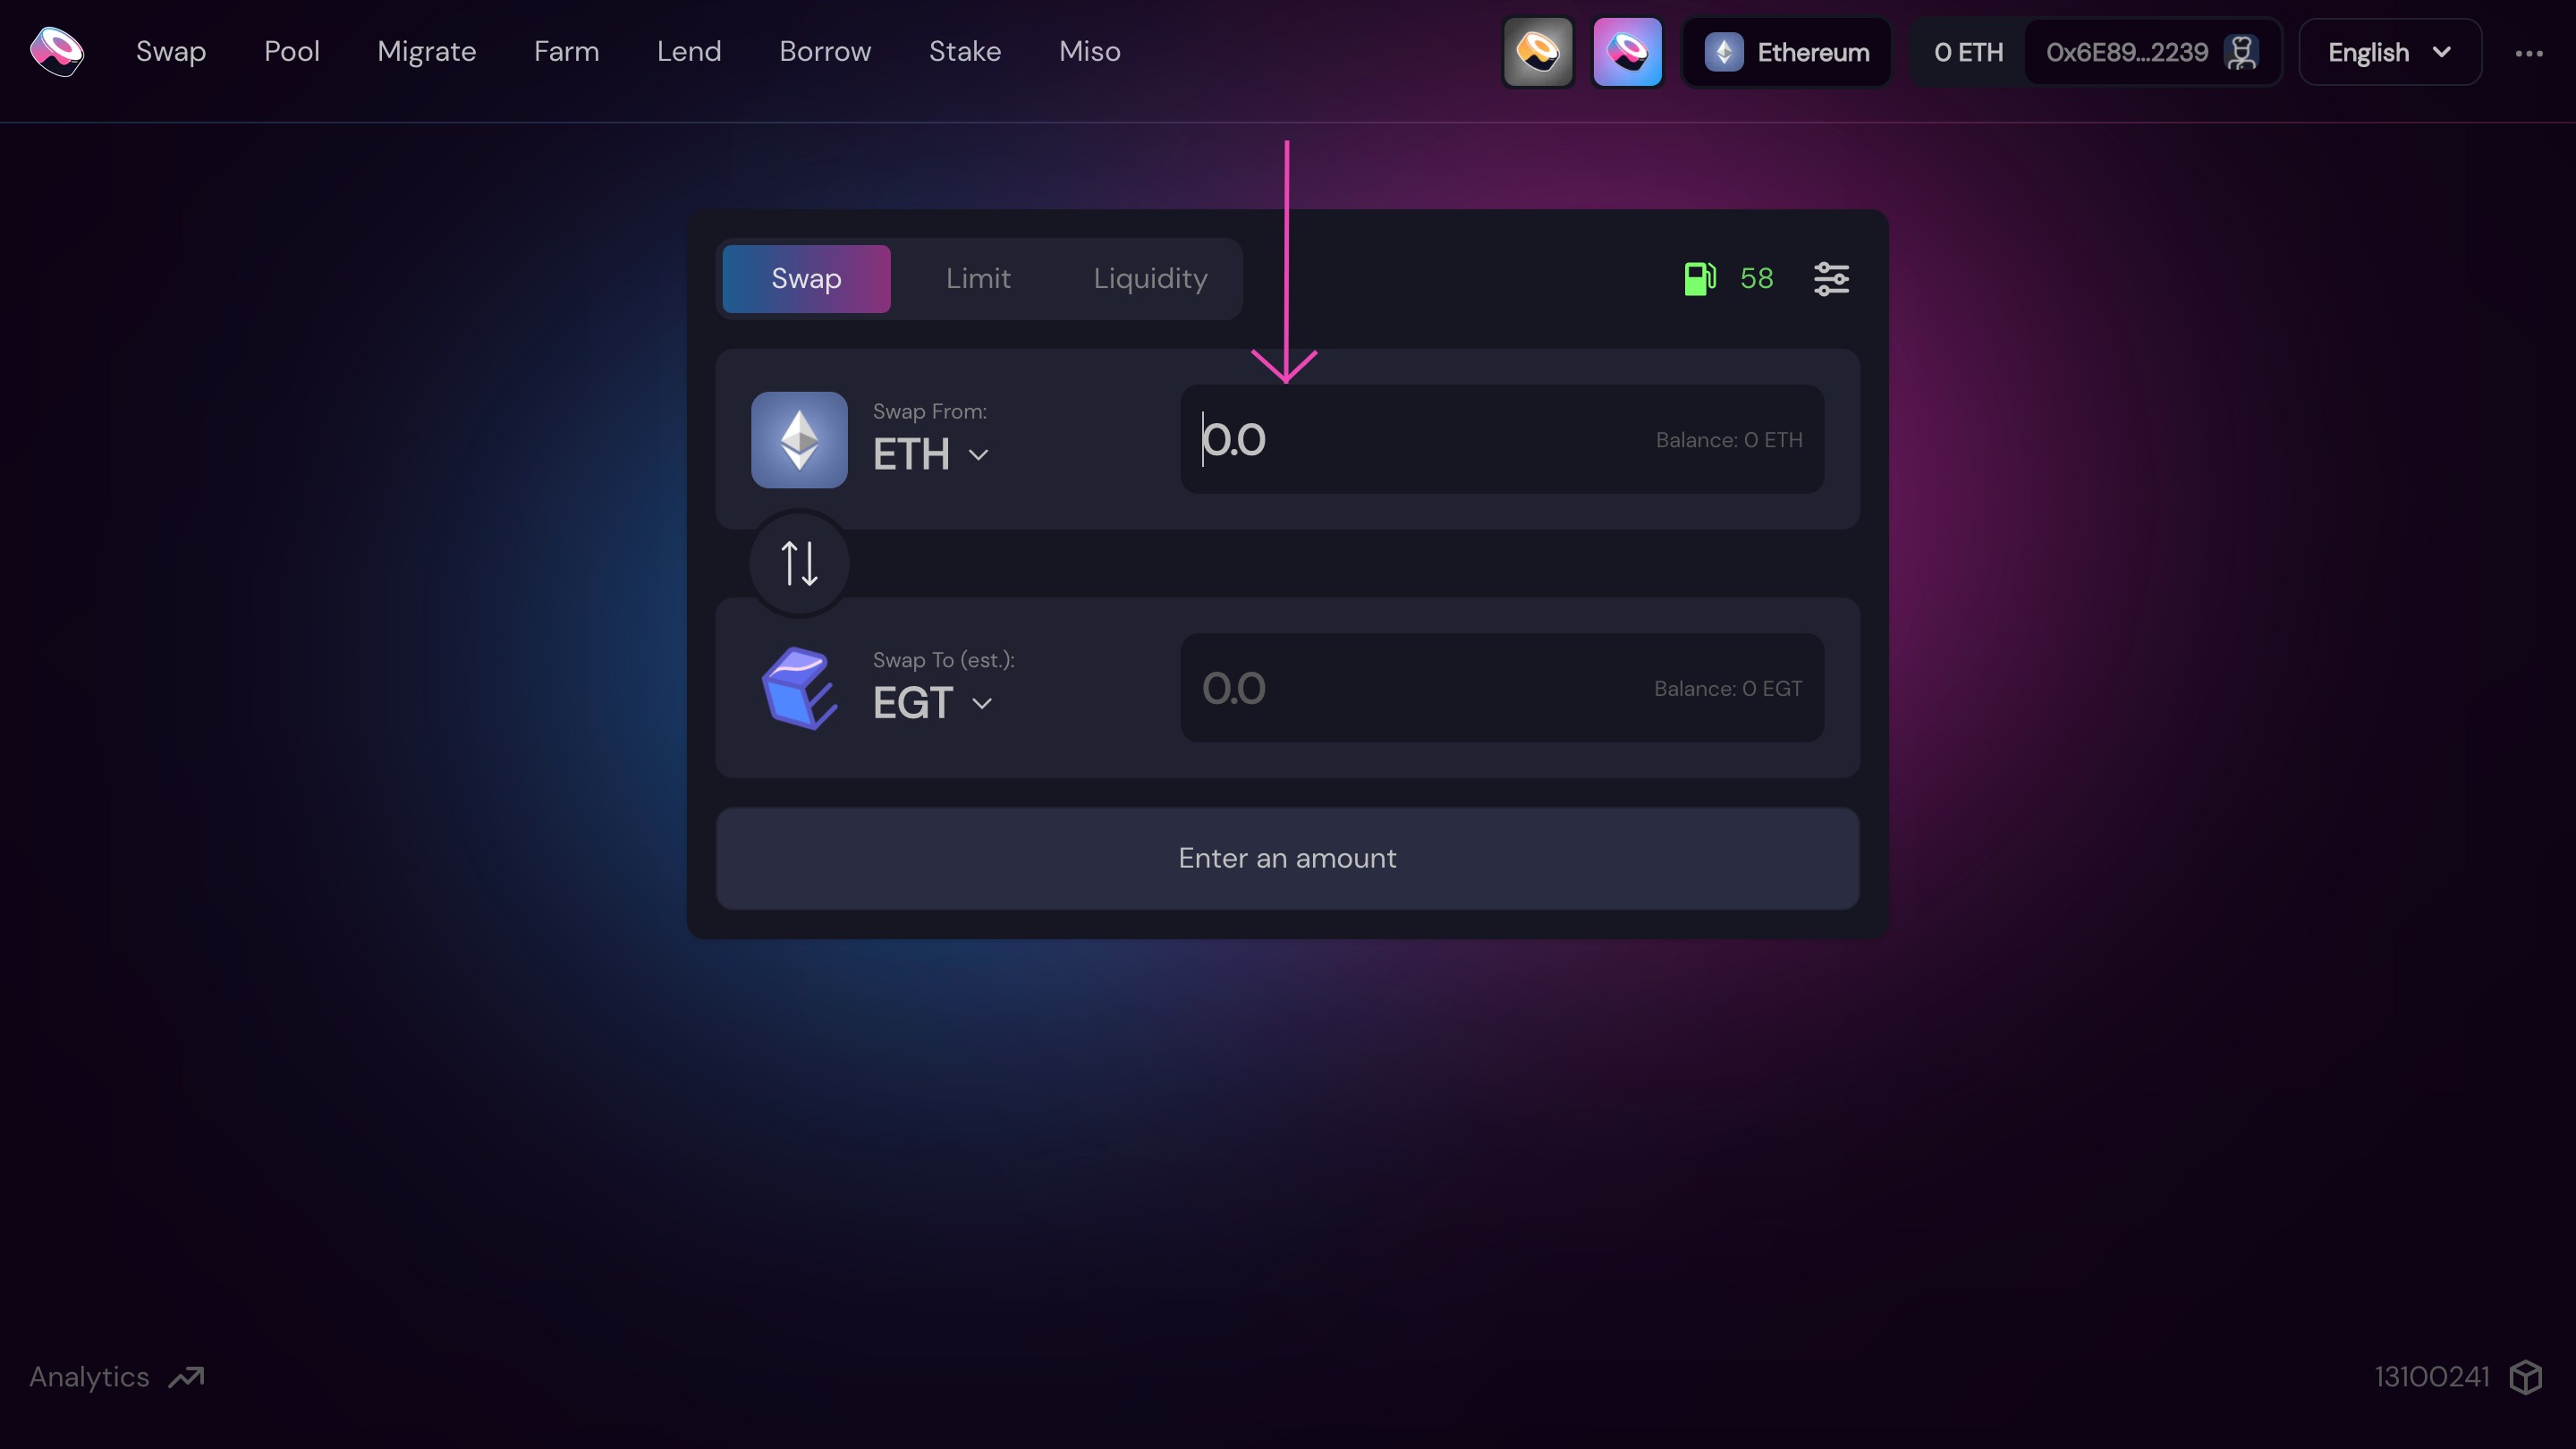 Swap Pool Migrate Farm Lend Borrow Stake Miso Ethereum 0 ETH 0x6E89...2239 English
Swap Limit Liquidity 58
Swap From:
ETH 0.0 Balance: 0 ETH
Swap To (est.):
EGT 0.0 Balance: 0 EGT
Enter an amount
Analytics 13100241